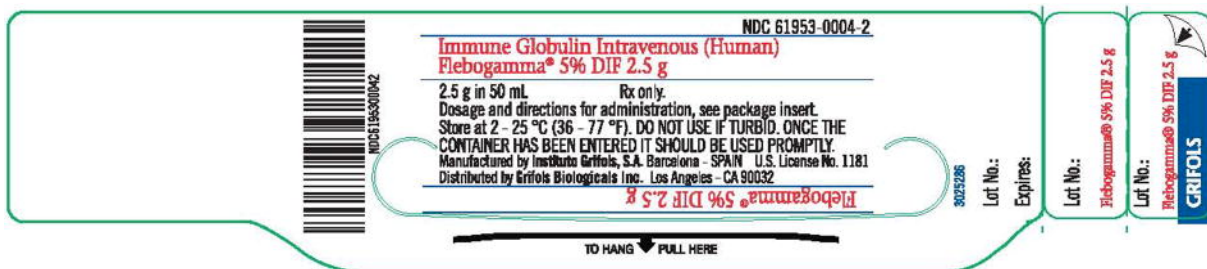 NDC6195300042
NDC 61953-0004-2
Immune Globulin Intravenous (Human)
Flebogamma® 5% DIF 2.5 g
2.5 g in 50 mL Rx only.
Dosage and directions for administration, see package insert.
Store at 2 - 25 °C (36 - 77 °F). DO NOT USE IF TURBID. ONCE THE
CONTAINER HAS BEEN ENTERED IT SHOULD BE USED PROMPTLY.
Manufactured by Instituto Grifols, S.A. Barcelona - SPAIN U.S. License No. 1181
Distributed by Grifols Biologicals Inc. Los Angeles - CA 90032
Flebogamma® 5% DIF 2.5 g
TO HANG PULL HERE
3025286
Lot No.:
Expires:
Lot No.:
Flebogamma® 5% DIF 2.5 g
Lot No.:
Flebogamma® 5% DIF 2.5 g
GRIFOLS